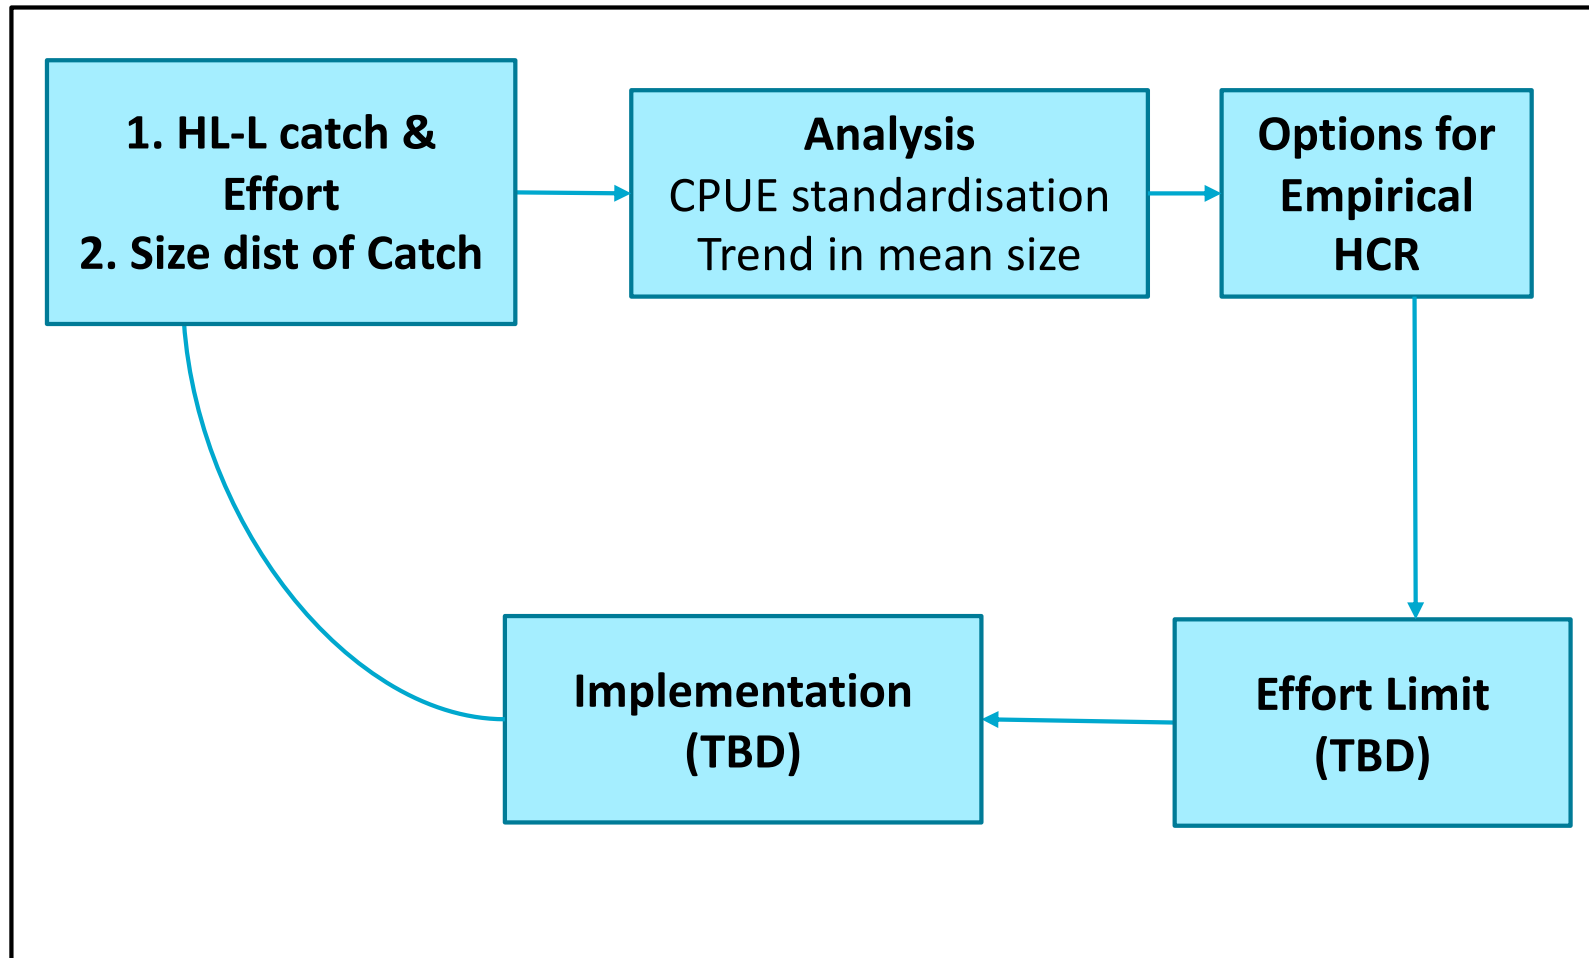 1. HL-L catch &
Effort
2. Size dist of Catch
Analysis
CPUE standardisation
Trend in mean size
Options for
Empirical
HCR
Implementation
(TBD)
Effort Limit
(TBD)